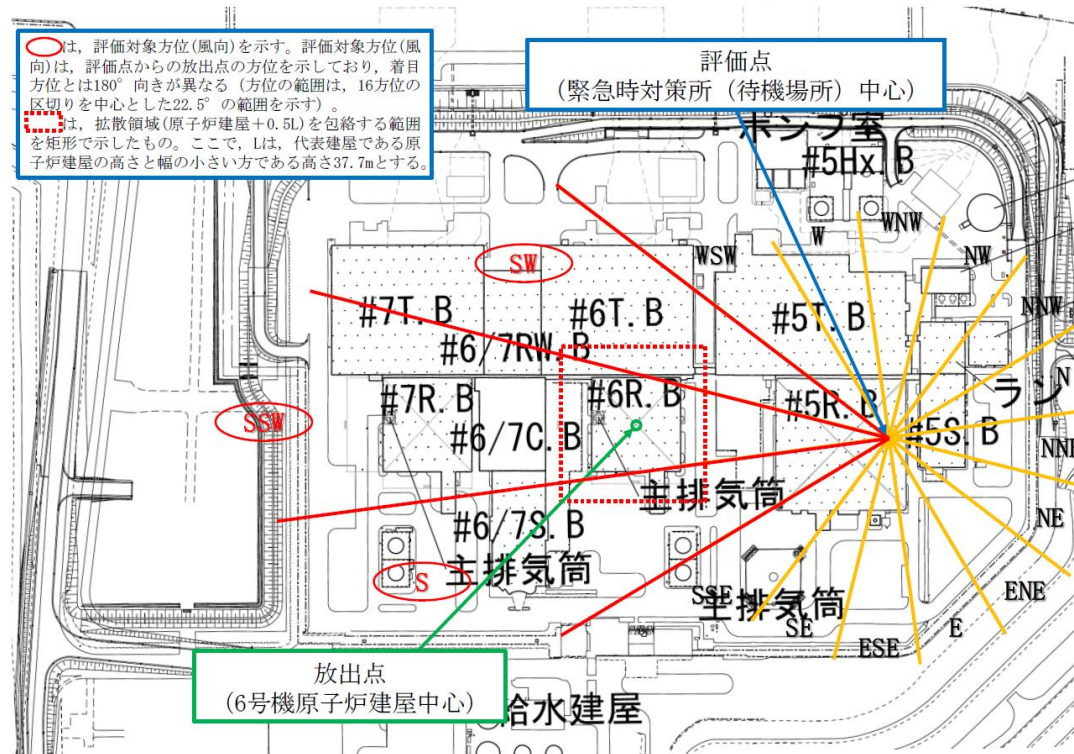 は，評価対象方位(風向)を示す。評価対象方位(風
向)は，評価点からの放出点の方位を示しており，着目
方位とは180°向きが異なる（方位の範囲は，16方位の
区切りを中心とした22.5°の範囲を示す）。
は，拡散領域(原子炉建屋＋0.5L)を包絡する範囲
を矩形で示したもの。ここで，Lは，代表建屋である原
子炉建屋の高さと幅の小さい方である高さ37.7mとする。
評価点
（緊急時対策所（待機場所）中心）
ポンプ室
#5Hx.B
W
WNW
WSW
NW
SW
NNW
#7T.B
#6T.B
#5T.B
#6/7RW.B
N
ラン
#7R.B
#6R.B
#5R.B
SSW
#6/7C.B
#5S.B
NNE
主排気筒
#6/7S.B
NE
主排気筒
S
SSE
主排気筒
ENE
SE
E
ESE
放出点
（6号機原子炉建屋中心）
給水建屋